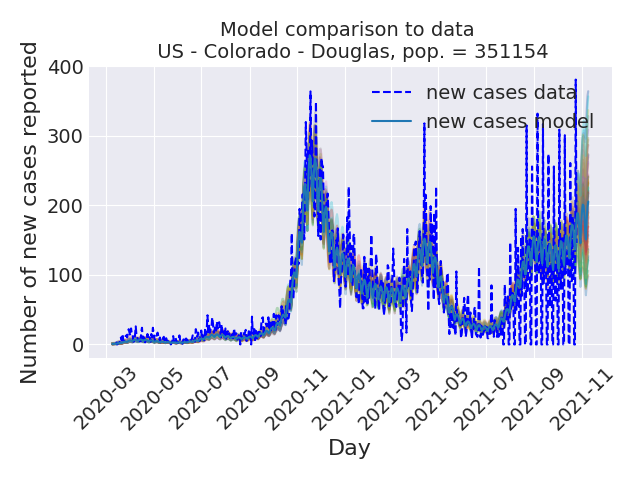 Model comparison to data
US - Colorado - Douglas, pop. = 351154
new cases data
new cases model
Number of new cases reported
400
300
200
100
0
2020-03
2020-05
2020-07
2020-09
2020-11
2021-01
2021-03
2021-05
2021-07
2021-09
2021-11
Day